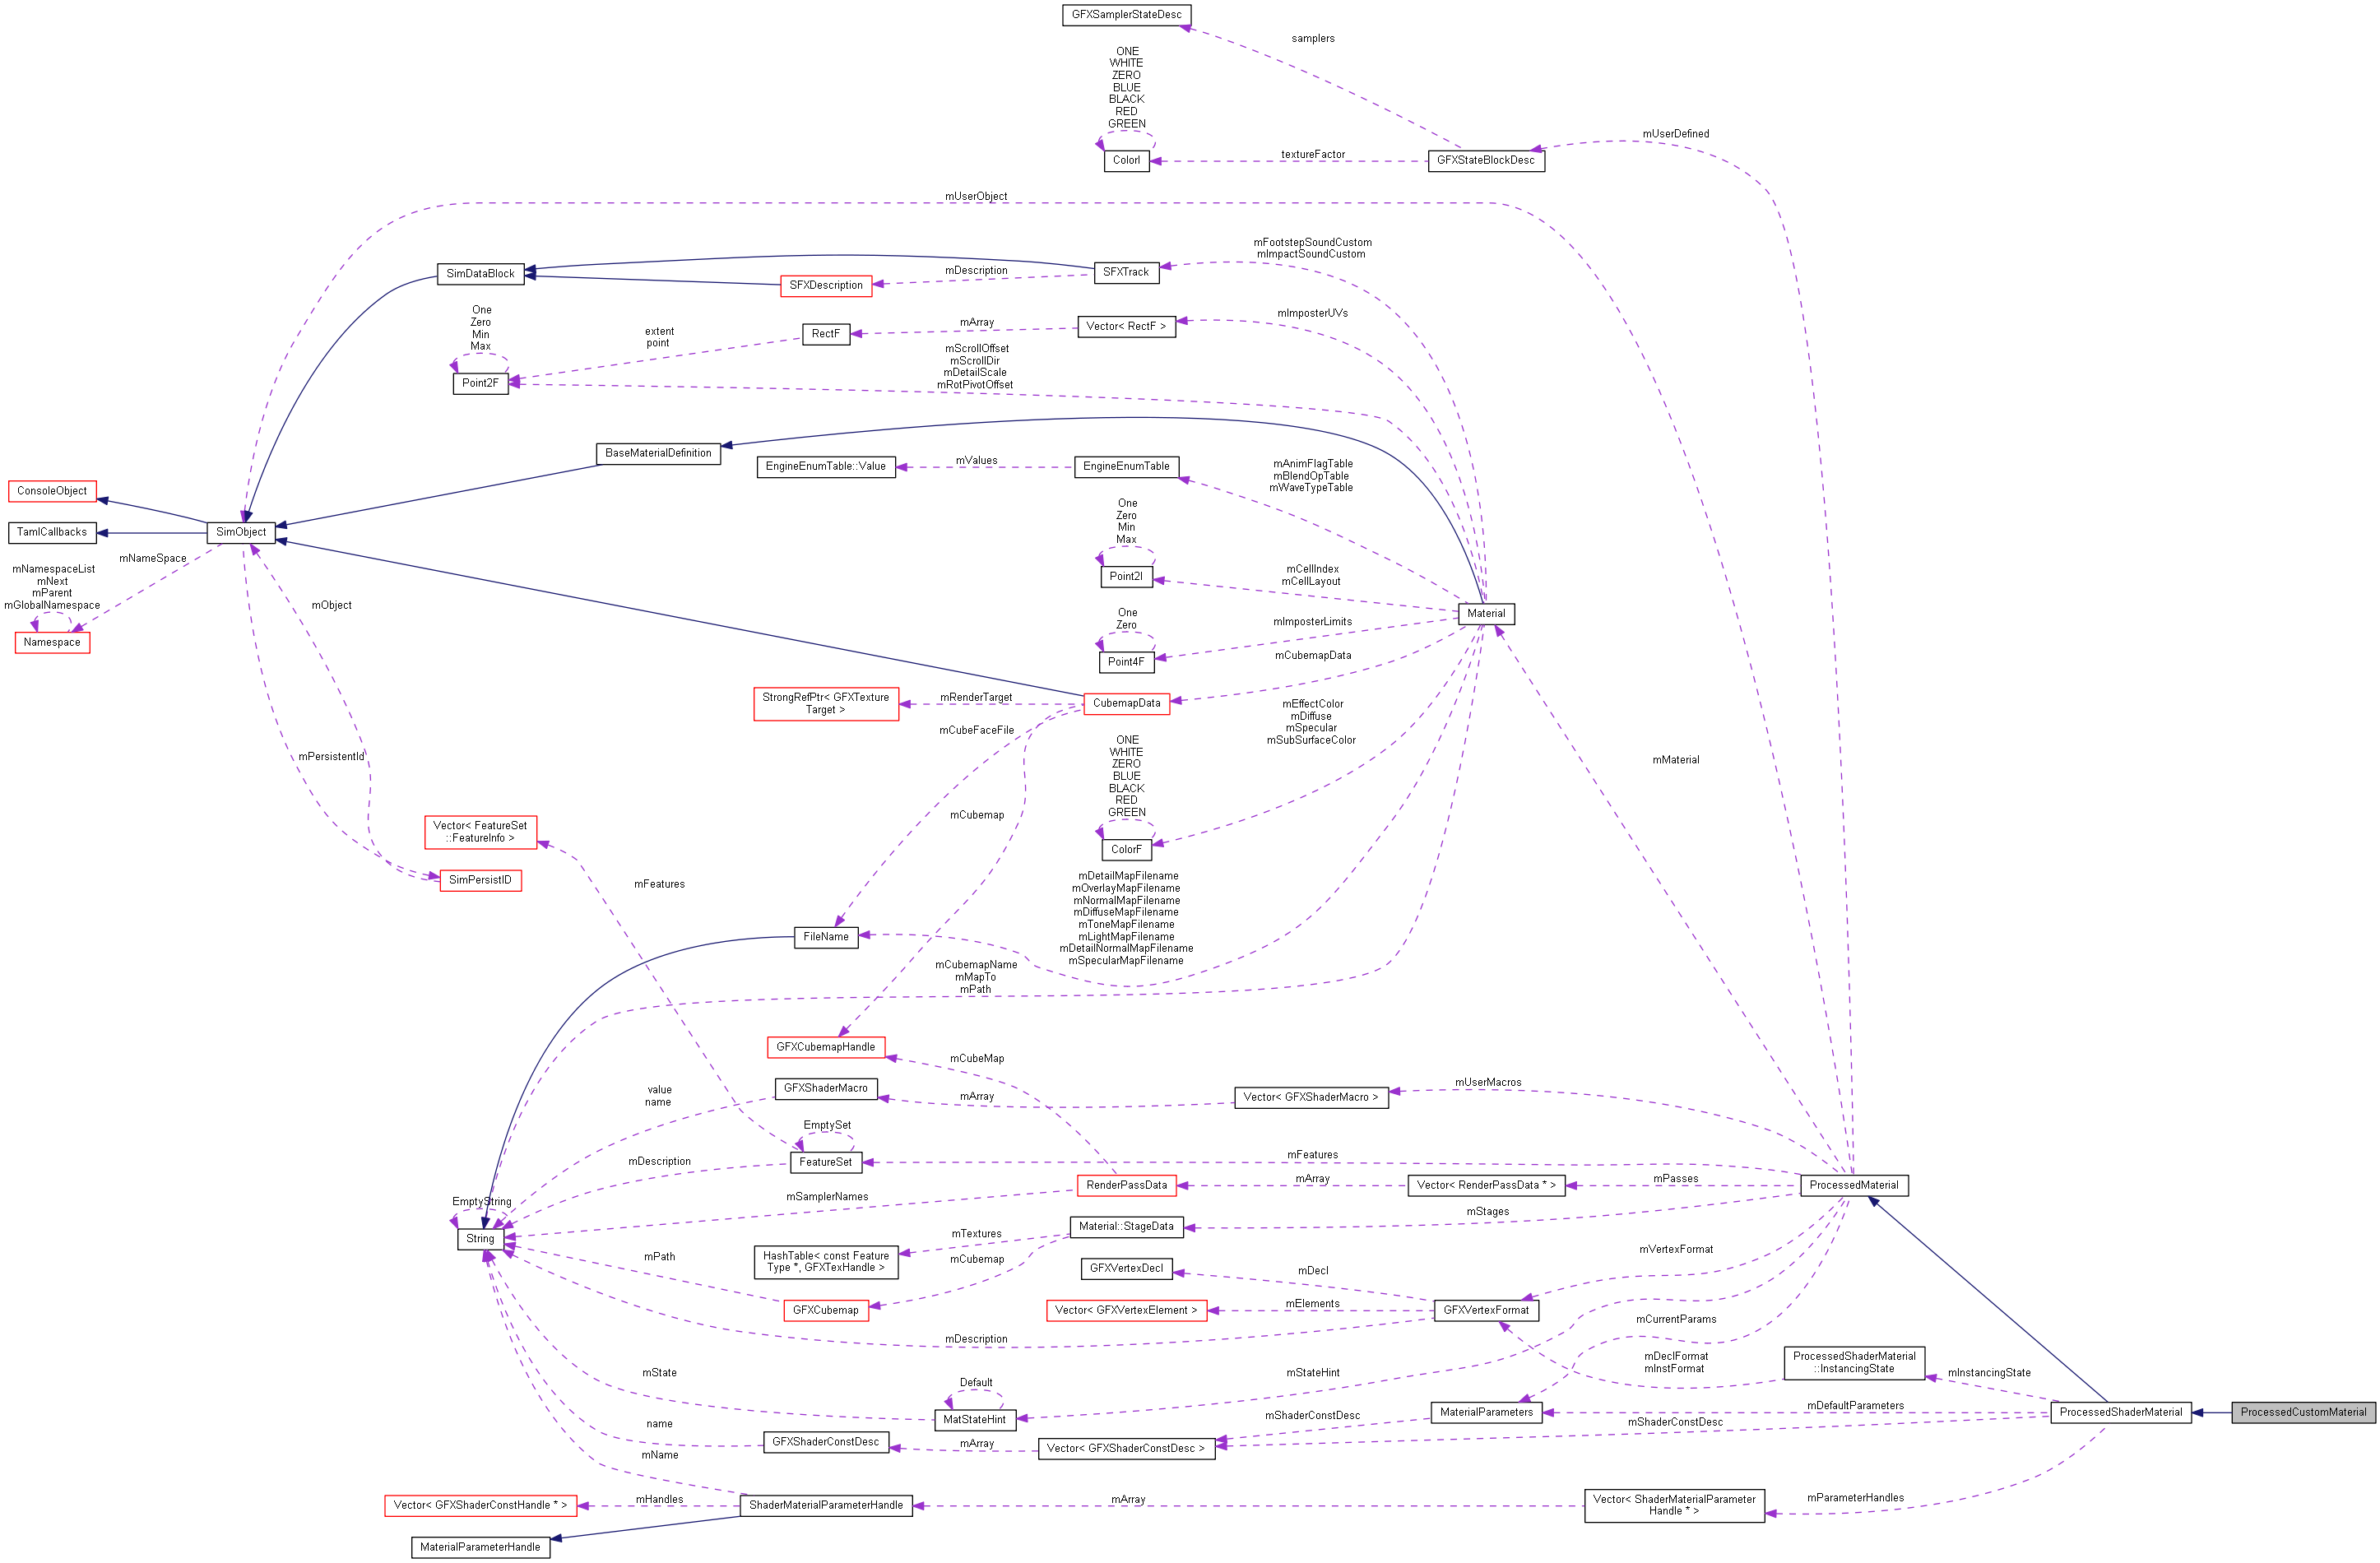 GFXSamplerStateDesc
samplers
ONE
WHITE
ZERO
BLUE
BLACK
RED
GREEN
mUserDefined
ColorI
textureFactor
GFXStateBlockDesc
mUserObject
mFootstepSoundCustom
mImpactSoundCustom
SimDataBlock
mDescription
SFXTrack
SFXDescription
One
Zero
Min
Max
extent
point
RectF
mArray
Vector< RectF >
mImposterUVs
Point2F
mScrollOffset
mScrollDir
mDetailScale
mRotPivotOffset
BaseMaterialDefinition
EngineEnumTable::Value
mValues
EngineEnumTable
mAnimFlagTable
mBlendOpTable
mWaveTypeTable
ConsoleObject
TamlCallbacks
SimObject
One
Zero
Min
Max
mNameSpace
mNamespaceList
mNext
mParent
mGlobalNamespace
Namespace
mObject
Point2I
mCellIndex
mCellLayout
Material
One
Zero
mImposterLimits
Point4F
mCubemapData
StrongRefPtr< GFXTexture
Target >
mRenderTarget
CubemapData
mCubeFaceFile
mEffectColor
mDiffuse
mSpecular
mSubSurfaceColor
mPersistentId
mMaterial
ONE
WHITE
ZERO
BLUE
BLACK
RED
GREEN
mCubemap
Vector< FeatureSet
::FeatureInfo >
ColorF
SimPersistID
mFeatures
mDetailMapFilename
mOverlayMapFilename
mNormalMapFilename
mDiffuseMapFilename
mToneMapFilename
mLightMapFilename
mDetailNormalMapFilename
mSpecularMapFilename
FileName
mCubemapName
mMapTo
mPath
GFXCubemapHandle
mCubeMap
value
name
GFXShaderMacro
mArray
Vector< GFXShaderMacro >
mUserMacros
EmptySet
mDescription
FeatureSet
mFeatures
EmptyString
mSamplerNames
RenderPassData
mArray
Vector< RenderPassData * >
mPasses
ProcessedMaterial
String
mTextures
Material::StageData
mStages
HashTable< const Feature
Type *, GFXTexHandle >
mPath
mCubemap
mVertexFormat
GFXVertexDecl
mDecl
GFXCubemap
Vector< GFXVertexElement >
mElements
GFXVertexFormat
mCurrentParams
mDescription
mDeclFormat
mInstFormat
ProcessedShaderMaterial
::InstancingState
mInstancingState
mState
Default
mStateHint
MatStateHint
MaterialParameters
mDefaultParameters
ProcessedShaderMaterial
ProcessedCustomMaterial
name
mShaderConstDesc
mShaderConstDesc
GFXShaderConstDesc
mArray
Vector< GFXShaderConstDesc >
mName
Vector< GFXShaderConstHandle * >
mHandles
ShaderMaterialParameterHandle
mArray
Vector< ShaderMaterialParameter
Handle * >
mParameterHandles
MaterialParameterHandle